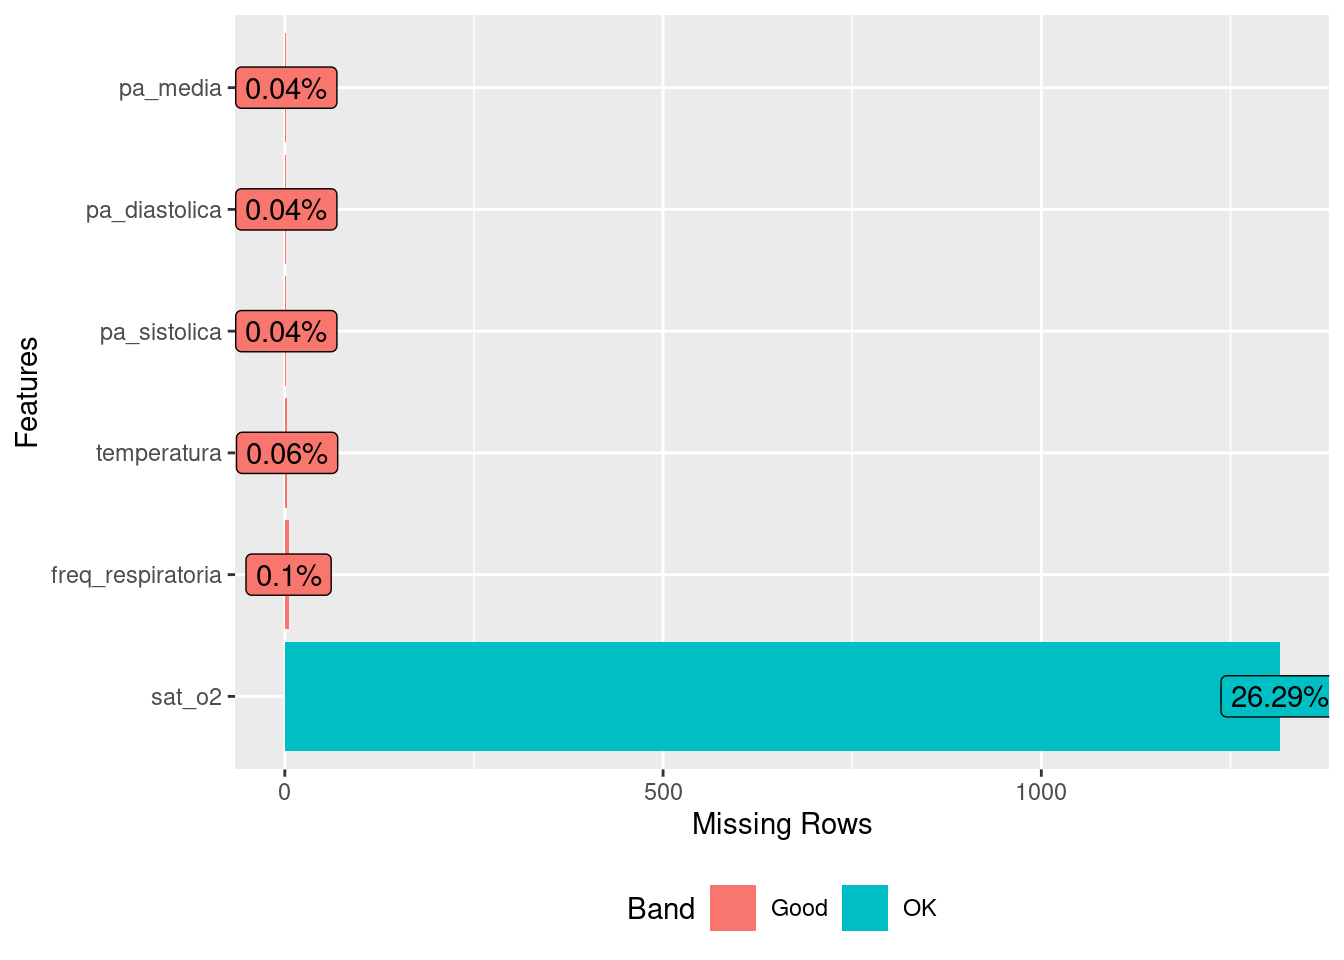 Features
pa_media
0.04%
pa_diastolica
0.04%
pa_sistolica
0.04%
temperatura
0.06%
freq_respiratoria
0.1%
sat_o2
26.29%
0
500
1000
Missing Rows
Band
Good
OK